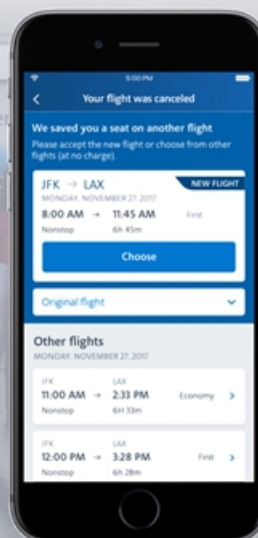 5:00 PM
Your flight was canceled
We saved you a seat on another flight
Please accept the new flight or choose from other
flights (at no charge).
JFK → LAX NEW FLIGHT
MONDAY, NOVEMBER 27, 2017
8:00 AM → 11:45 AM First
Nonstop 6h 45m
Choose
Original flight
Other flights
MONDAY, NOVEMBER 27, 2017
JFK LAX
11:00 AM → 2:33 PM Economy
Nonstop 6H 33m
JFK LAX
12:00 PM → 3:28 PM First
Nonstop 6h 28m